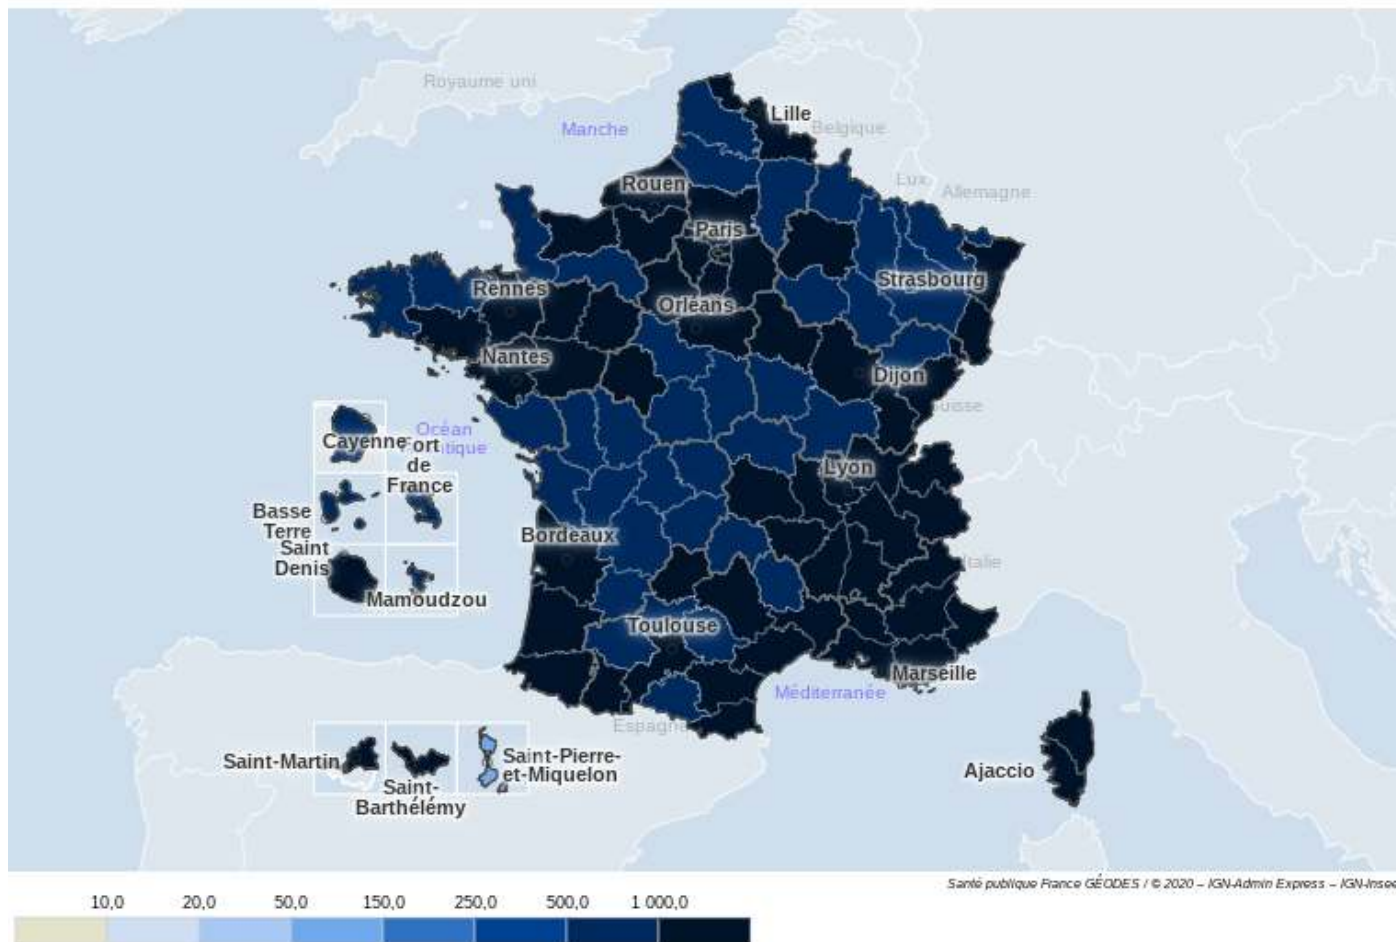 Royaume uni
Manche
Lille
Belgique
Rouen
Lux.
Allemagne
Paris
Strasbourg
Rennes
Orléans
Nantes
Dijon
Suisse
Océan
Cayenne
Fort
de
France
Lyon
Basse
Terre
Bordeaux
Saint
Denis
Italie
Mamoudzou
Toulouse
Marseille
Méditerranée
Espagne
Saint-Martin
Saint-Pierre-
et-Miquelon
Saint-
Barthélémy
Ajaccio
Santé publique France GÉODES / © 2020 – IGN-Admin Express – IGN-Insee
10,0 20,0 50,0 150,0 250,0 500,0 1 000,0